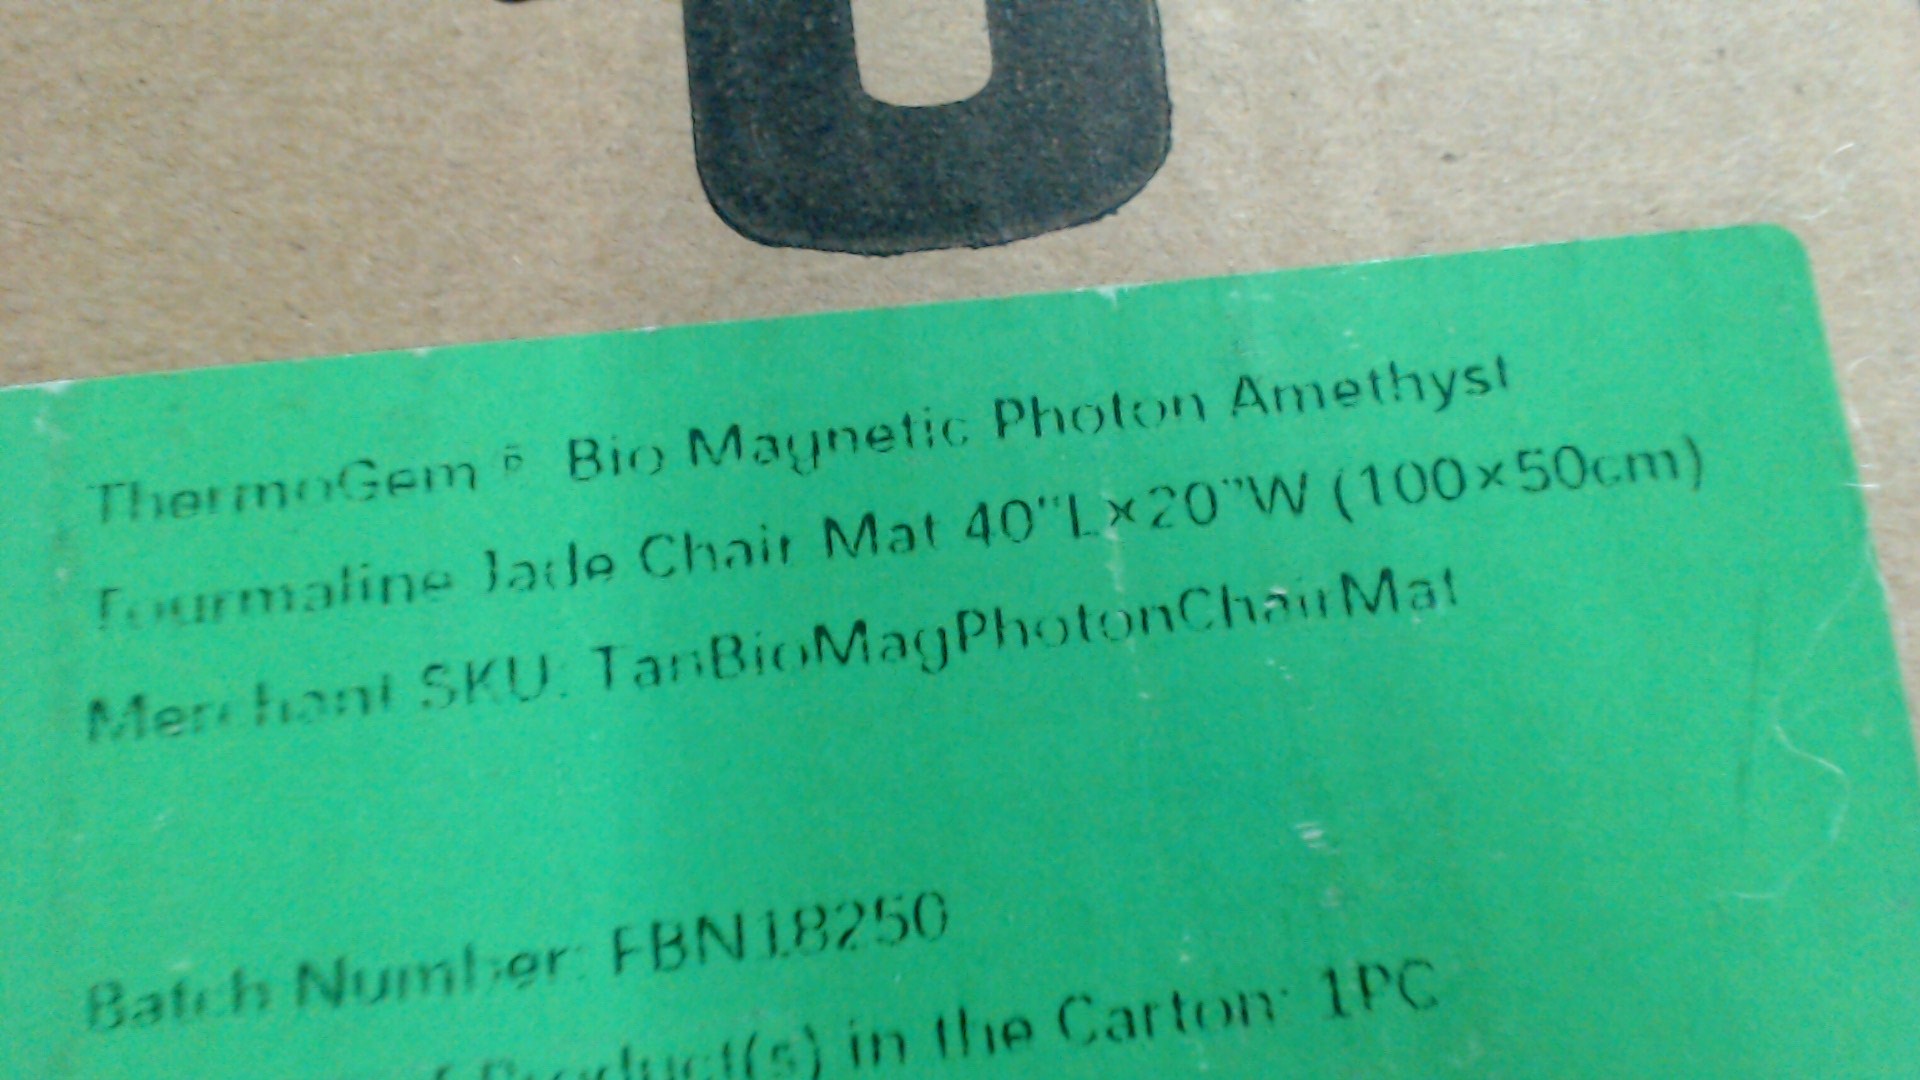 ThermoGem® Bio Magnetic Photon Amethyst
Tourmaline Jade Chair Mat 40"L×20"W (100×50cm)
Merchant SKU: TanBioMagPhotonChairMat
Batch Number: FBN18250
Product(s) in the Carton: 1PC